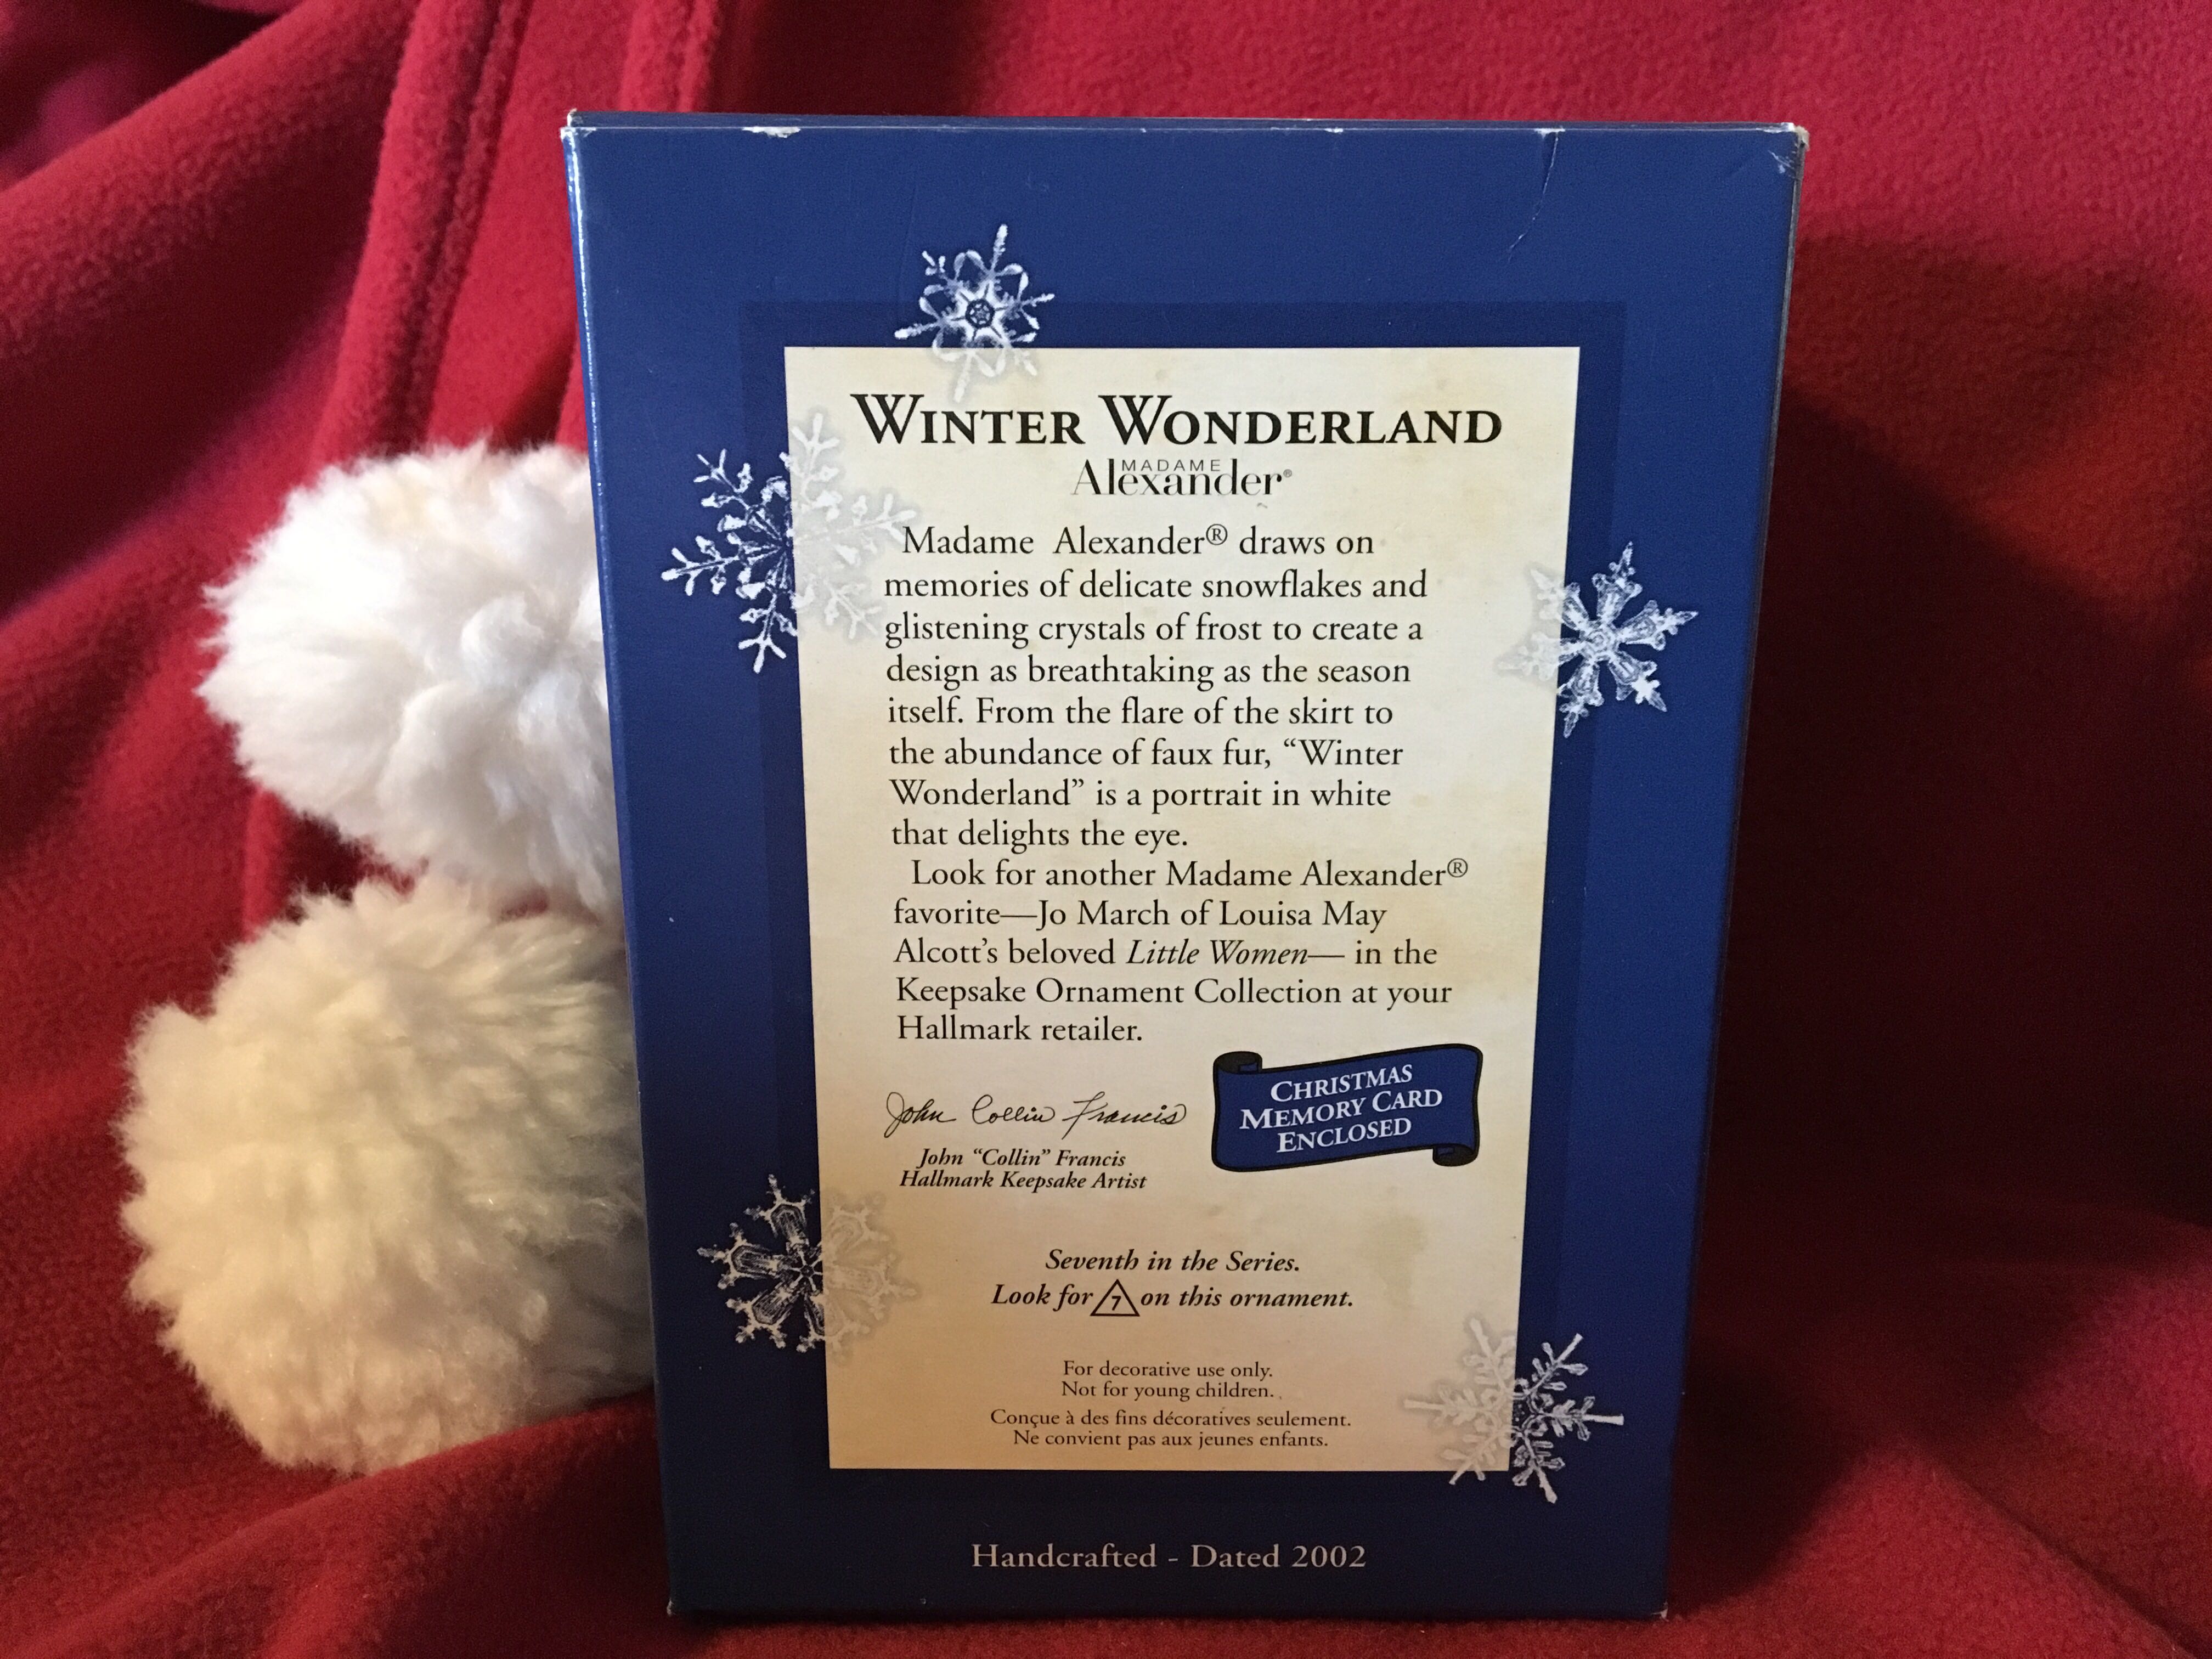 WINTER WONDERLAND
MADAME
Alexander®
Madame Alexander® draws on
memories of delicate snowflakes and
glistening crystals of frost to create a
design as breathtaking as the season
itself. From the flare of the skirt to
the abundance of faux fur, “Winter
Wonderland” is a portrait in white
that delights the eye.
Look for another Madame Alexander®
favorite—Jo March of Louisa May
Alcott’s beloved Little Women— in the
Keepsake Ornament Collection at your
Hallmark retailer.
John Collin Francis
John “Collin” Francis
Hallmark Keepsake Artist
CHRISTMAS
MEMORY CARD
ENCLOSED
Seventh in the Series.
Look for 7 on this ornament.
For decorative use only.
Not for young children.
Conçue à des fins décoratives seulement.
Ne convient pas aux jeunes enfants.
Handcrafted - Dated 2002